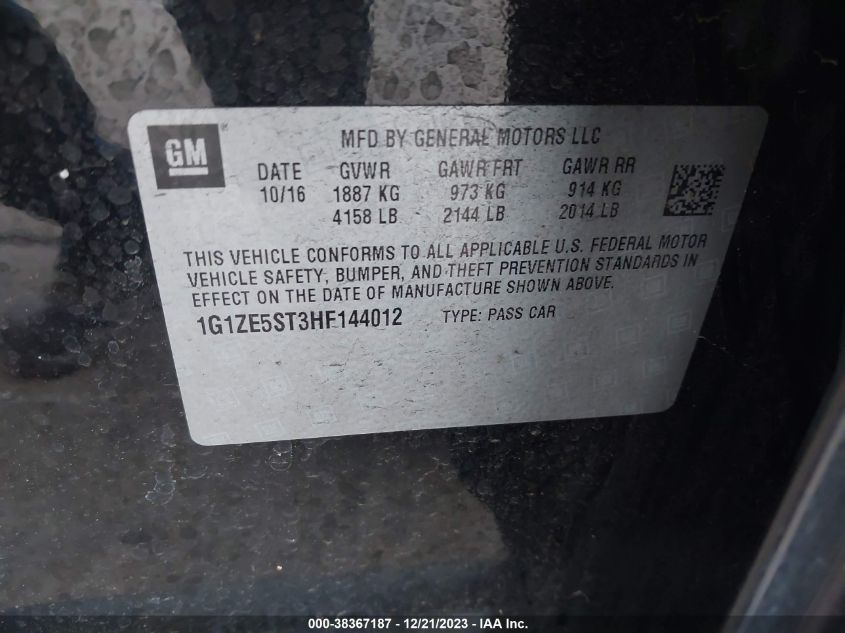 GM®
MFD BY GENERAL MOTORS LLC
DATE GVWR GAWR FRT GAWR RR
10/16 1887 KG 973 KG 914 KG
4158 LB 2144 LB 2014 LB
THIS VEHICLE CONFORMS TO ALL APPLICABLE U.S. FEDERAL MOTOR
VEHICLE SAFETY, BUMPER, AND THEFT PREVENTION STANDARDS IN
EFFECT ON THE DATE OF MANUFACTURE SHOWN ABOVE.
1G1ZE5ST3HF144012 TYPE: PASS CAR
000-38367187 - 12/21/2023 - IAA Inc.